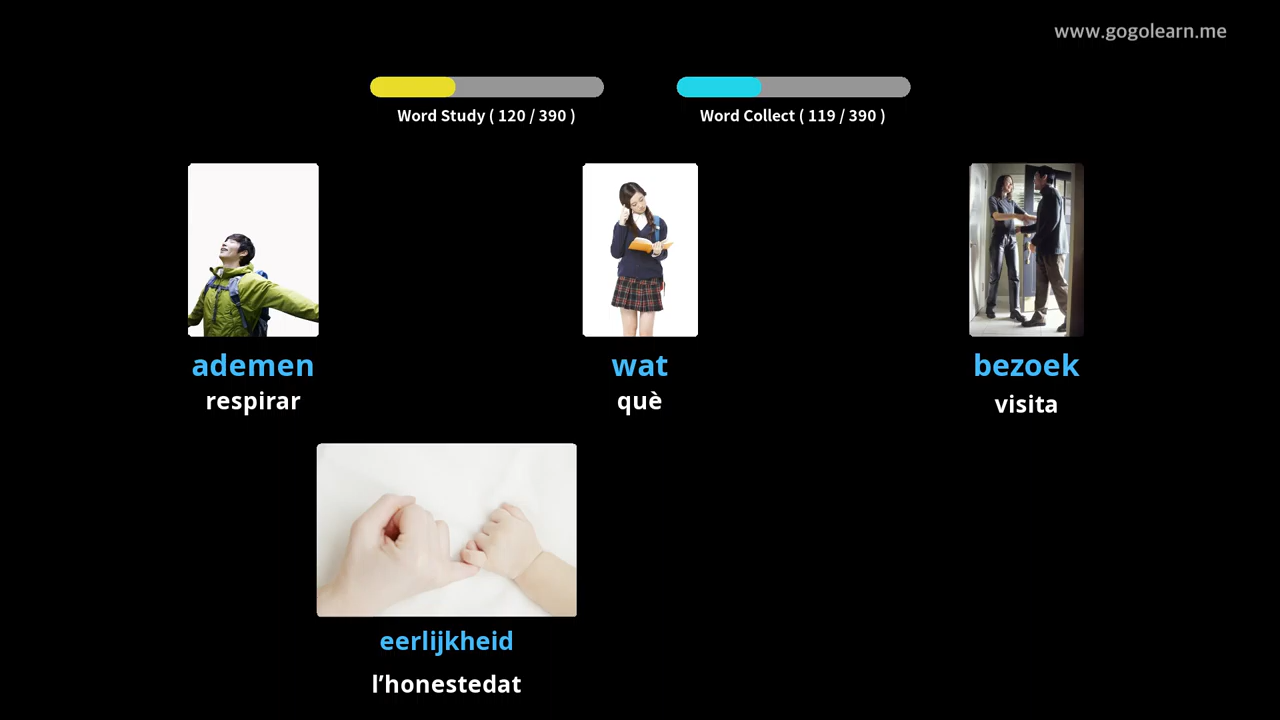 www.gogolearn.me
Word Study ( 120 / 390 )
Word Collect ( 119 / 390 )
ademen
respirar
wat
què
bezoek
visita
eerlijkheid
l’honestedat